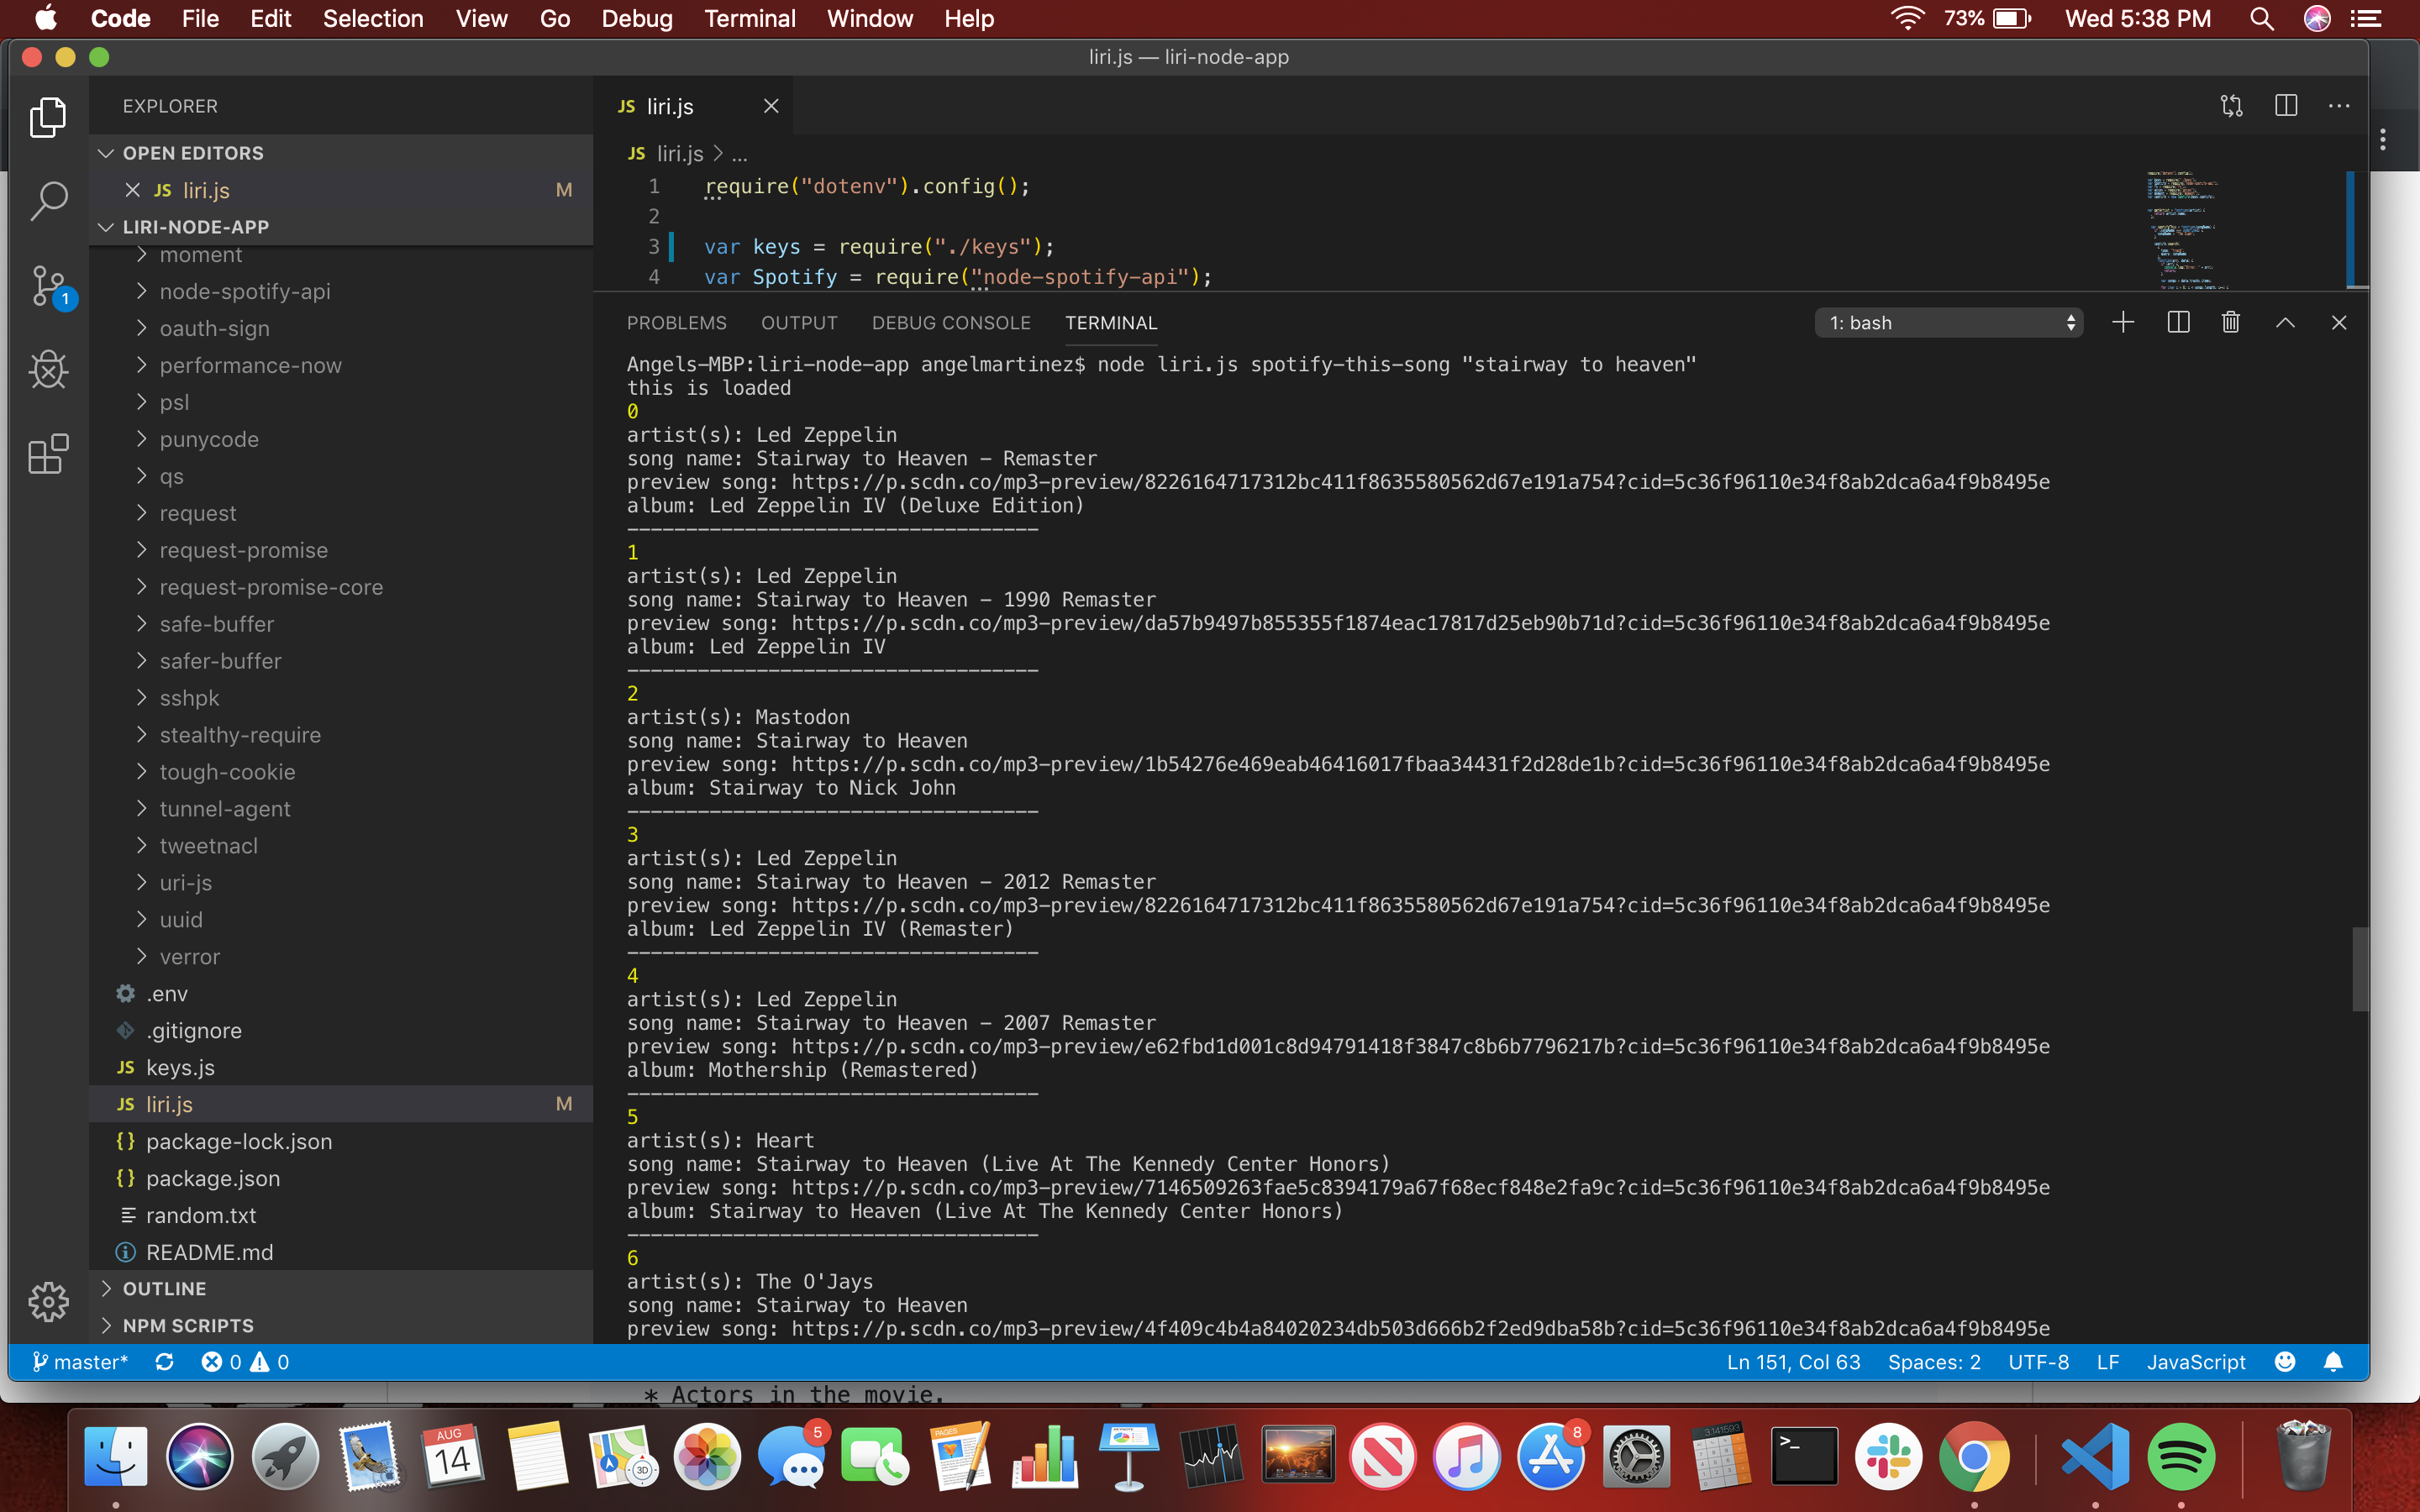 Code File Edit Selection View Go Debug Terminal Window Help 73% Wed 5:38 PM
liri.js — liri-node-app
EXPLORER
OPEN EDITORS
JS liri.js M
LIRI-NODE-APP
moment
node-spotify-api
oauth-sign
performance-now
psl
punycode
qs
request
request-promise
request-promise-core
safe-buffer
safer-buffer
sshpk
stealthy-require
tough-cookie
tunnel-agent
tweetnacl
uri-js
uuid
verror
.env
.gitignore
JS keys.js
JS liri.js M
{} package-lock.json
{} package.json
random.txt
README.md
OUTLINE
NPM SCRIPTS
1
JS liri.js
JS liri.js > ...
1 require("dotenv").config();
2
3 var keys = require("./keys");
4 var Spotify = require("node-spotify-api");
PROBLEMS OUTPUT DEBUG CONSOLE TERMINAL 1: bash
Angels-MBP:liri-node-app angelmartinez$ node liri.js spotify-this-song "stairway to heaven"
this is loaded
0
artist(s): Led Zeppelin
song name: Stairway to Heaven - Remaster
preview song: https://p.scdn.co/mp3-preview/8226164717312bc411f8635580562d67e191a754?cid=5c36f96110e34f8ab2dca6a4f9b8495e
album: Led Zeppelin IV (Deluxe Edition)
-----------------------------------
1
artist(s): Led Zeppelin
song name: Stairway to Heaven - 1990 Remaster
preview song: https://p.scdn.co/mp3-preview/da57b9497b855355f1874eac17817d25eb90b71d?cid=5c36f96110e34f8ab2dca6a4f9b8495e
album: Led Zeppelin IV
-----------------------------------
2
artist(s): Mastodon
song name: Stairway to Heaven
preview song: https://p.scdn.co/mp3-preview/1b54276e469eab46416017fbaa34431f2d28de1b?cid=5c36f96110e34f8ab2dca6a4f9b8495e
album: Stairway to Nick John
-----------------------------------
3
artist(s): Led Zeppelin
song name: Stairway to Heaven - 2012 Remaster
preview song: https://p.scdn.co/mp3-preview/8226164717312bc411f8635580562d67e191a754?cid=5c36f96110e34f8ab2dca6a4f9b8495e
album: Led Zeppelin IV (Remaster)
-----------------------------------
4
artist(s): Led Zeppelin
song name: Stairway to Heaven - 2007 Remaster
preview song: https://p.scdn.co/mp3-preview/e62fbd1d001c8d94791418f3847c8b6b7796217b?cid=5c36f96110e34f8ab2dca6a4f9b8495e
album: Mothership (Remastered)
-----------------------------------
5
artist(s): Heart
song name: Stairway to Heaven (Live At The Kennedy Center Honors)
preview song: https://p.scdn.co/mp3-preview/7146509263fae5c8394179a67f68ecf848e2fa9c?cid=5c36f96110e34f8ab2dca6a4f9b8495e
album: Stairway to Heaven (Live At The Kennedy Center Honors)
-----------------------------------
6
artist(s): The O'Jays
song name: Stairway to Heaven
preview song: https://p.scdn.co/mp3-preview/4f409c4b4a84020234db503d666b2f2ed9dba58b?cid=5c36f96110e34f8ab2dca6a4f9b8495e
master* 0 0 Ln 151, Col 63 Spaces: 2 UTF-8 LF JavaScript
* Actors in the movie.
AUG
14
3D
5
PAGES
8
3.141593
>_